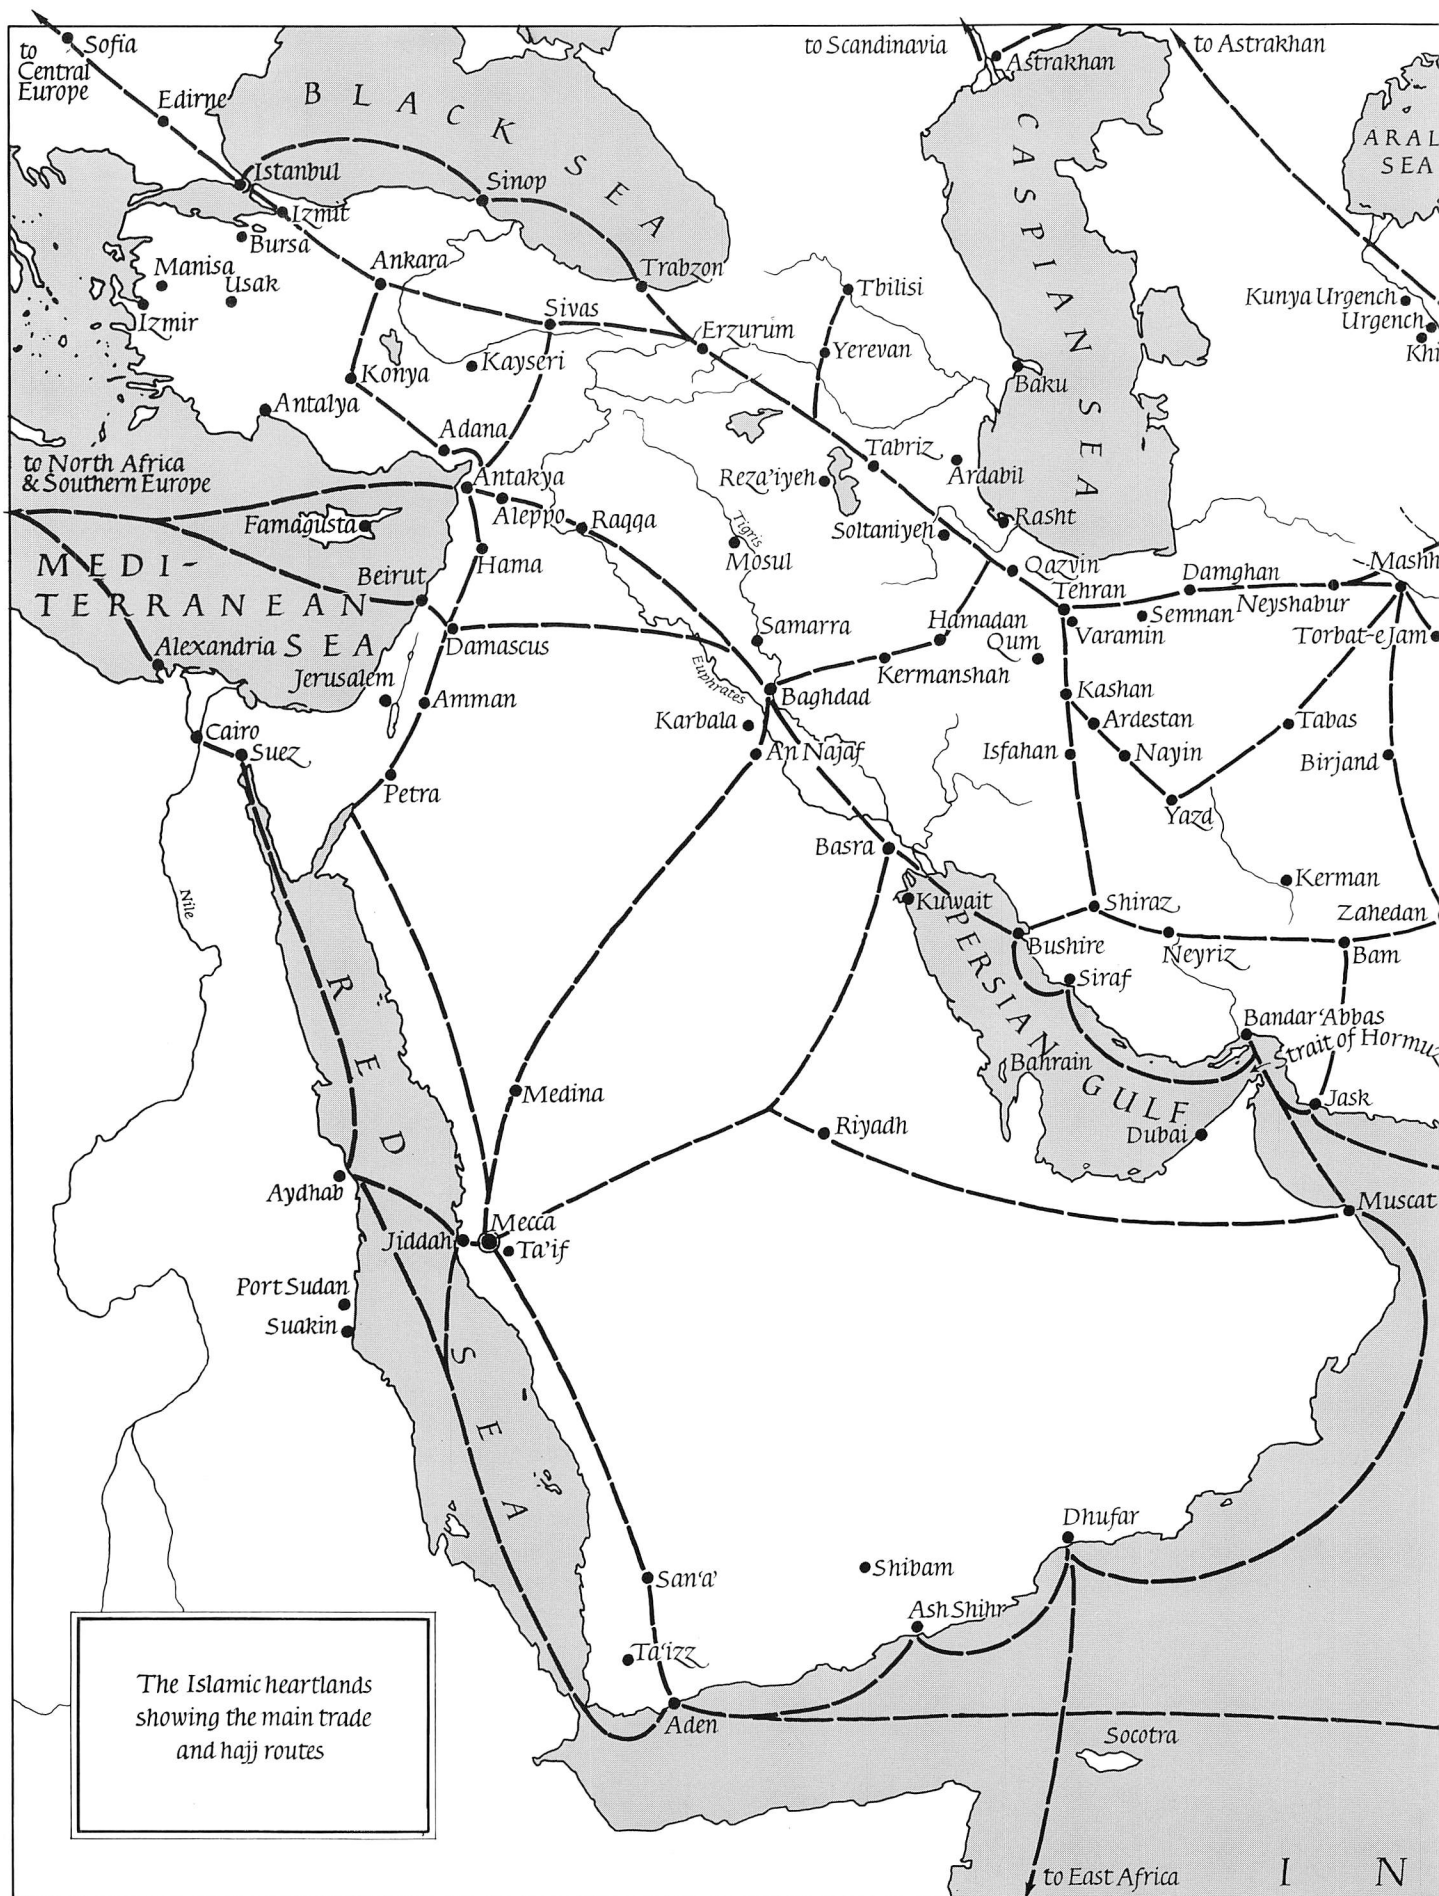 to
Central
Europe
Sofia
Edirne
BLACK SEA
to Scandinavia
Astrakhan
to Astrakhan
ARAL
SEA
CASPIAN SEA
Istanbul
Sinop
Izmit
Bursa
Manisa
Usak
Izmir
Ankara
Trabzon
Tbilisi
Sivas
Erzurum
Yerevan
Kunya Urgench
Urgench
Khi
Kayseri
Konya
Baku
Antalya
Adana
Tabriz
Ardabil
to North Africa
& Southern Europe
Antakya
Reza'iyeh
Aleppo
Raqqa
Famagusta
Tigris
Mosul
Soltaniyeh
Rasht
Hama
Qazvin
Tehran
Damghan
Mashh
MEDI-
TERRANEAN
SEA
Beirut
Semnan
Neyshabur
Hamadan
Varamin
Torbat-e Jam
Samarra
Qum
Alexandria
Damascus
Kermanshah
Jerusalem
Euphrates
Baghdad
Kashan
Amman
Karbala
Ardestan
Tabas
Cairo
Suez
An Najaf
Isfahan
Nayin
Birjand
Petra
Yazd
Basra
Kerman
Nile
Kuwait
Shiraz
Zahedan
Bushire
Neyriz
Bam
Siraf
PERSIAN GULF
RED SEA
Bandar 'Abbas
Strait of Hormuz
Bahrain
Medina
Jask
Riyadh
Dubai
Aydhab
Muscat
Mecca
Jiddah
Ta'if
Port Sudan
Suakin
Dhufar
Shibam
San'a'
Ash Shihr
Ta'izz
Aden
Socotra
The Islamic heartlands
showing the main trade
and hajj routes
to East Africa
I N